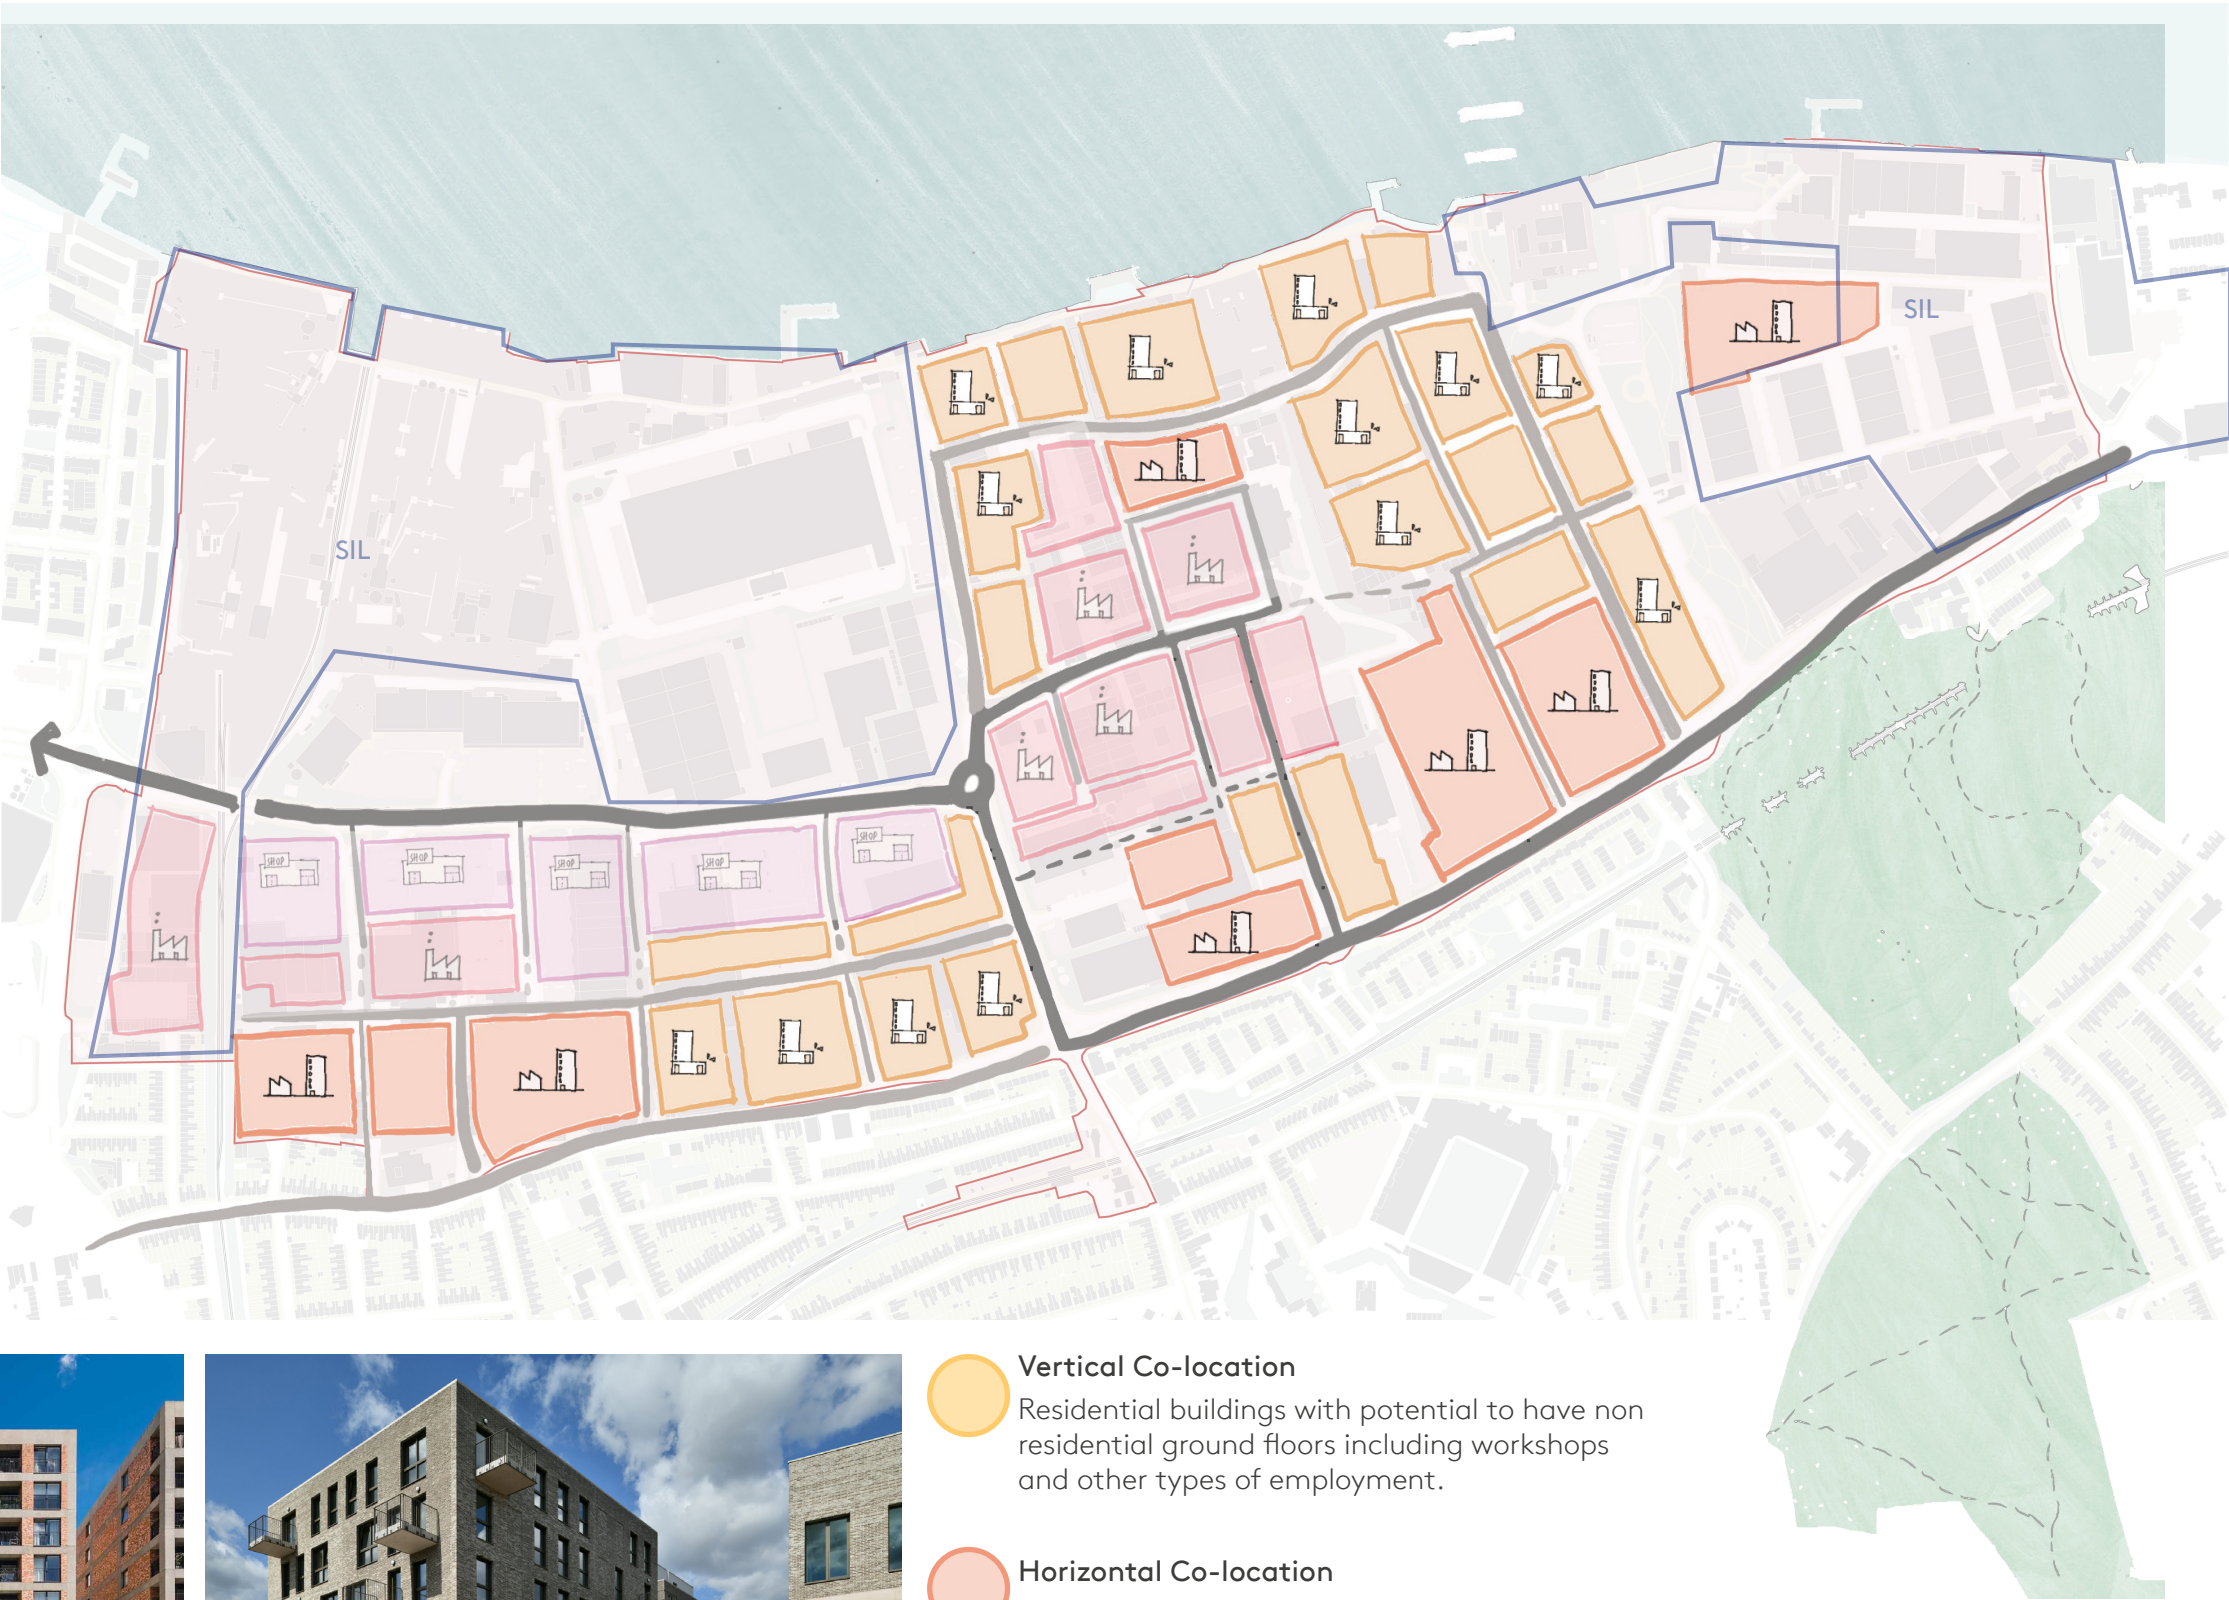 SIL
SIL
SHOP
SHOP
SHOP
SHOP
SHOP
Vertical Co-location
Residential buildings with potential to have non
residential ground floors including workshops
and other types of employment.
Horizontal Co-location